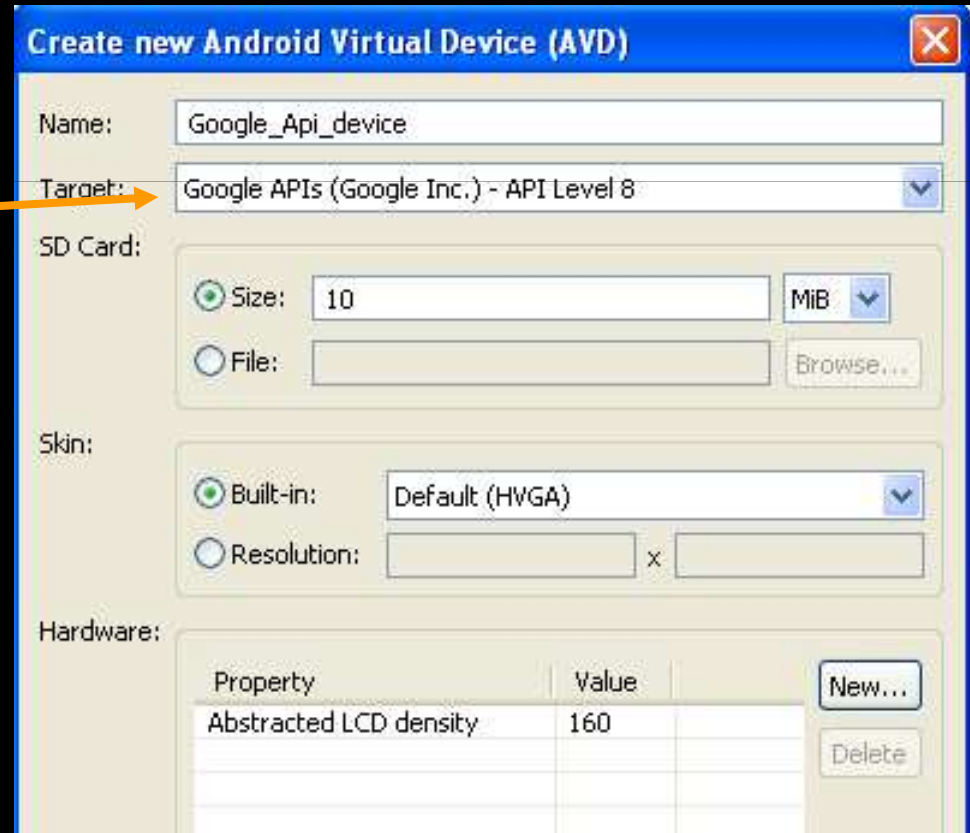 Create new Android Virtual Device (AVD)
Name: Google_Api_device
Target: Google APIs (Google Inc.) - API Level 8
SD Card:
Size: 10 MiB
File: Browse...
Skin:
Built-in: Default (HVGA)
Resolution: x
Hardware:
Property Value New...
Abstracted LCD density 160
Delete